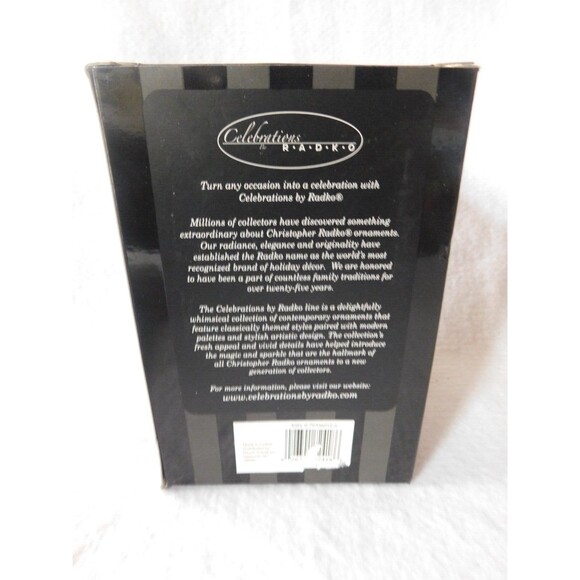 Celebrations
by RADKO
Turn any occasion into a celebration with
Celebrations by Radko®
Millions of collectors have discovered something
extraordinary about Christopher Radko® ornaments.
Our radiance, elegance and originality have
established the Radko name as the world's most
recognized brand of holiday décor. We are honored
to have been a part of countless family traditions for
over twenty-five years.
The Celebrations by Radko line is a delightfully
whimsical collection of contemporary ornaments that
feature classically themed styles paired with modern
palettes and stylish artistic design. The collection's
fresh appeal and vivid details have helped introduce
the magic and sparkle that are the hallmark of
all Christopher Radko ornaments to a new
generation of collectors.
For more information, please visit our website:
www.celebrationsbyradko.com